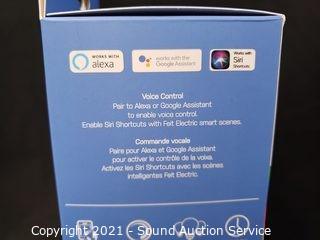 WORKS WITH
alexa
works with the
Google Assistant
Works with
Siri
Shortcuts
Voice Control
Pair to Alexa or Google Assistant
to enable voice control.
Enable Siri Shortcuts with Feit Electric smart scenes.
Commande vocale
Paire pour Alexa et Google Assistant
pour activer le contrôle de la voixa.
Activez les Siri Shortcuts avec les scènes
intelligentes Feit Electric.
Copyright 2021 - Sound Auction Service